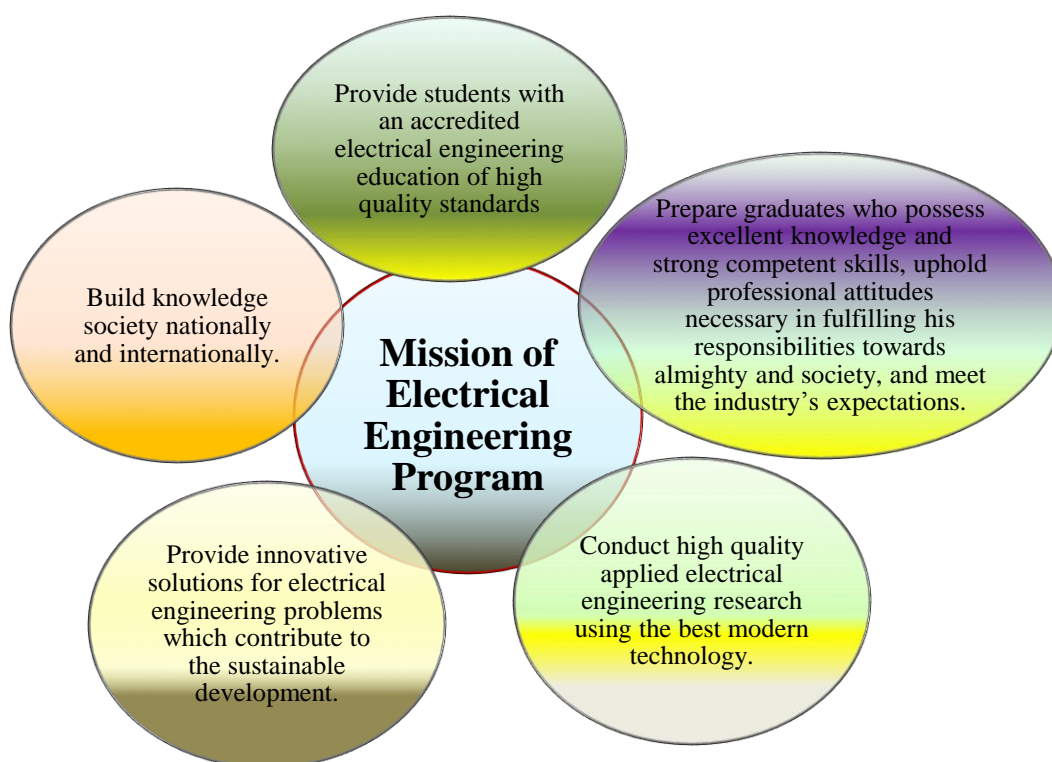 Provide students with
an accredited
electrical engineering
education of high
quality standards
Prepare graduates who possess
excellent knowledge and
strong competent skills, uphold
professional attitudes
necessary in fulfilling his
responsibilities towards
almighty and society, and meet
the industry’s expectations.
Build knowledge
society nationally
and internationally.
Mission of
Electrical
Engineering
Program
Conduct high quality
applied electrical
engineering research
using the best modern
technology.
Provide innovative
solutions for electrical
engineering problems
which contribute to
the sustainable
development.